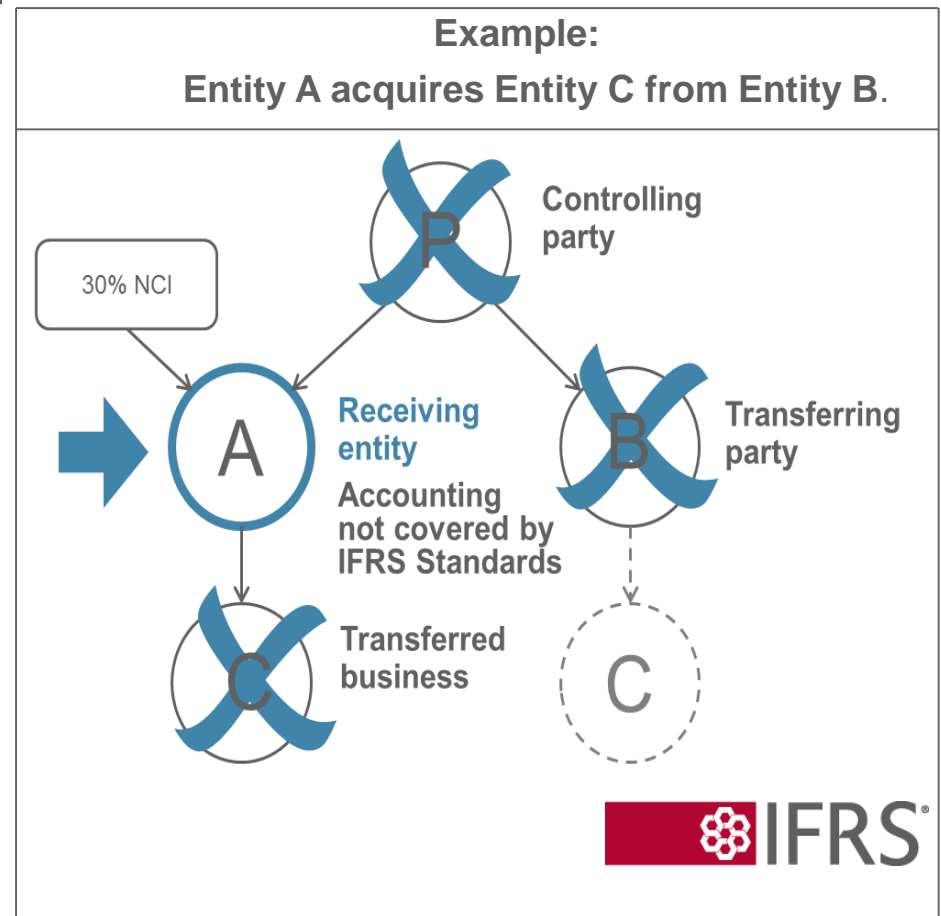 Example:
Entity A acquires Entity C from Entity B.
P
Controlling
party
30% NCI
A
Receiving
entity
Accounting
not covered by
IFRS Standards
B
Transferring
party
C
Transferred
business
C
IFRS®